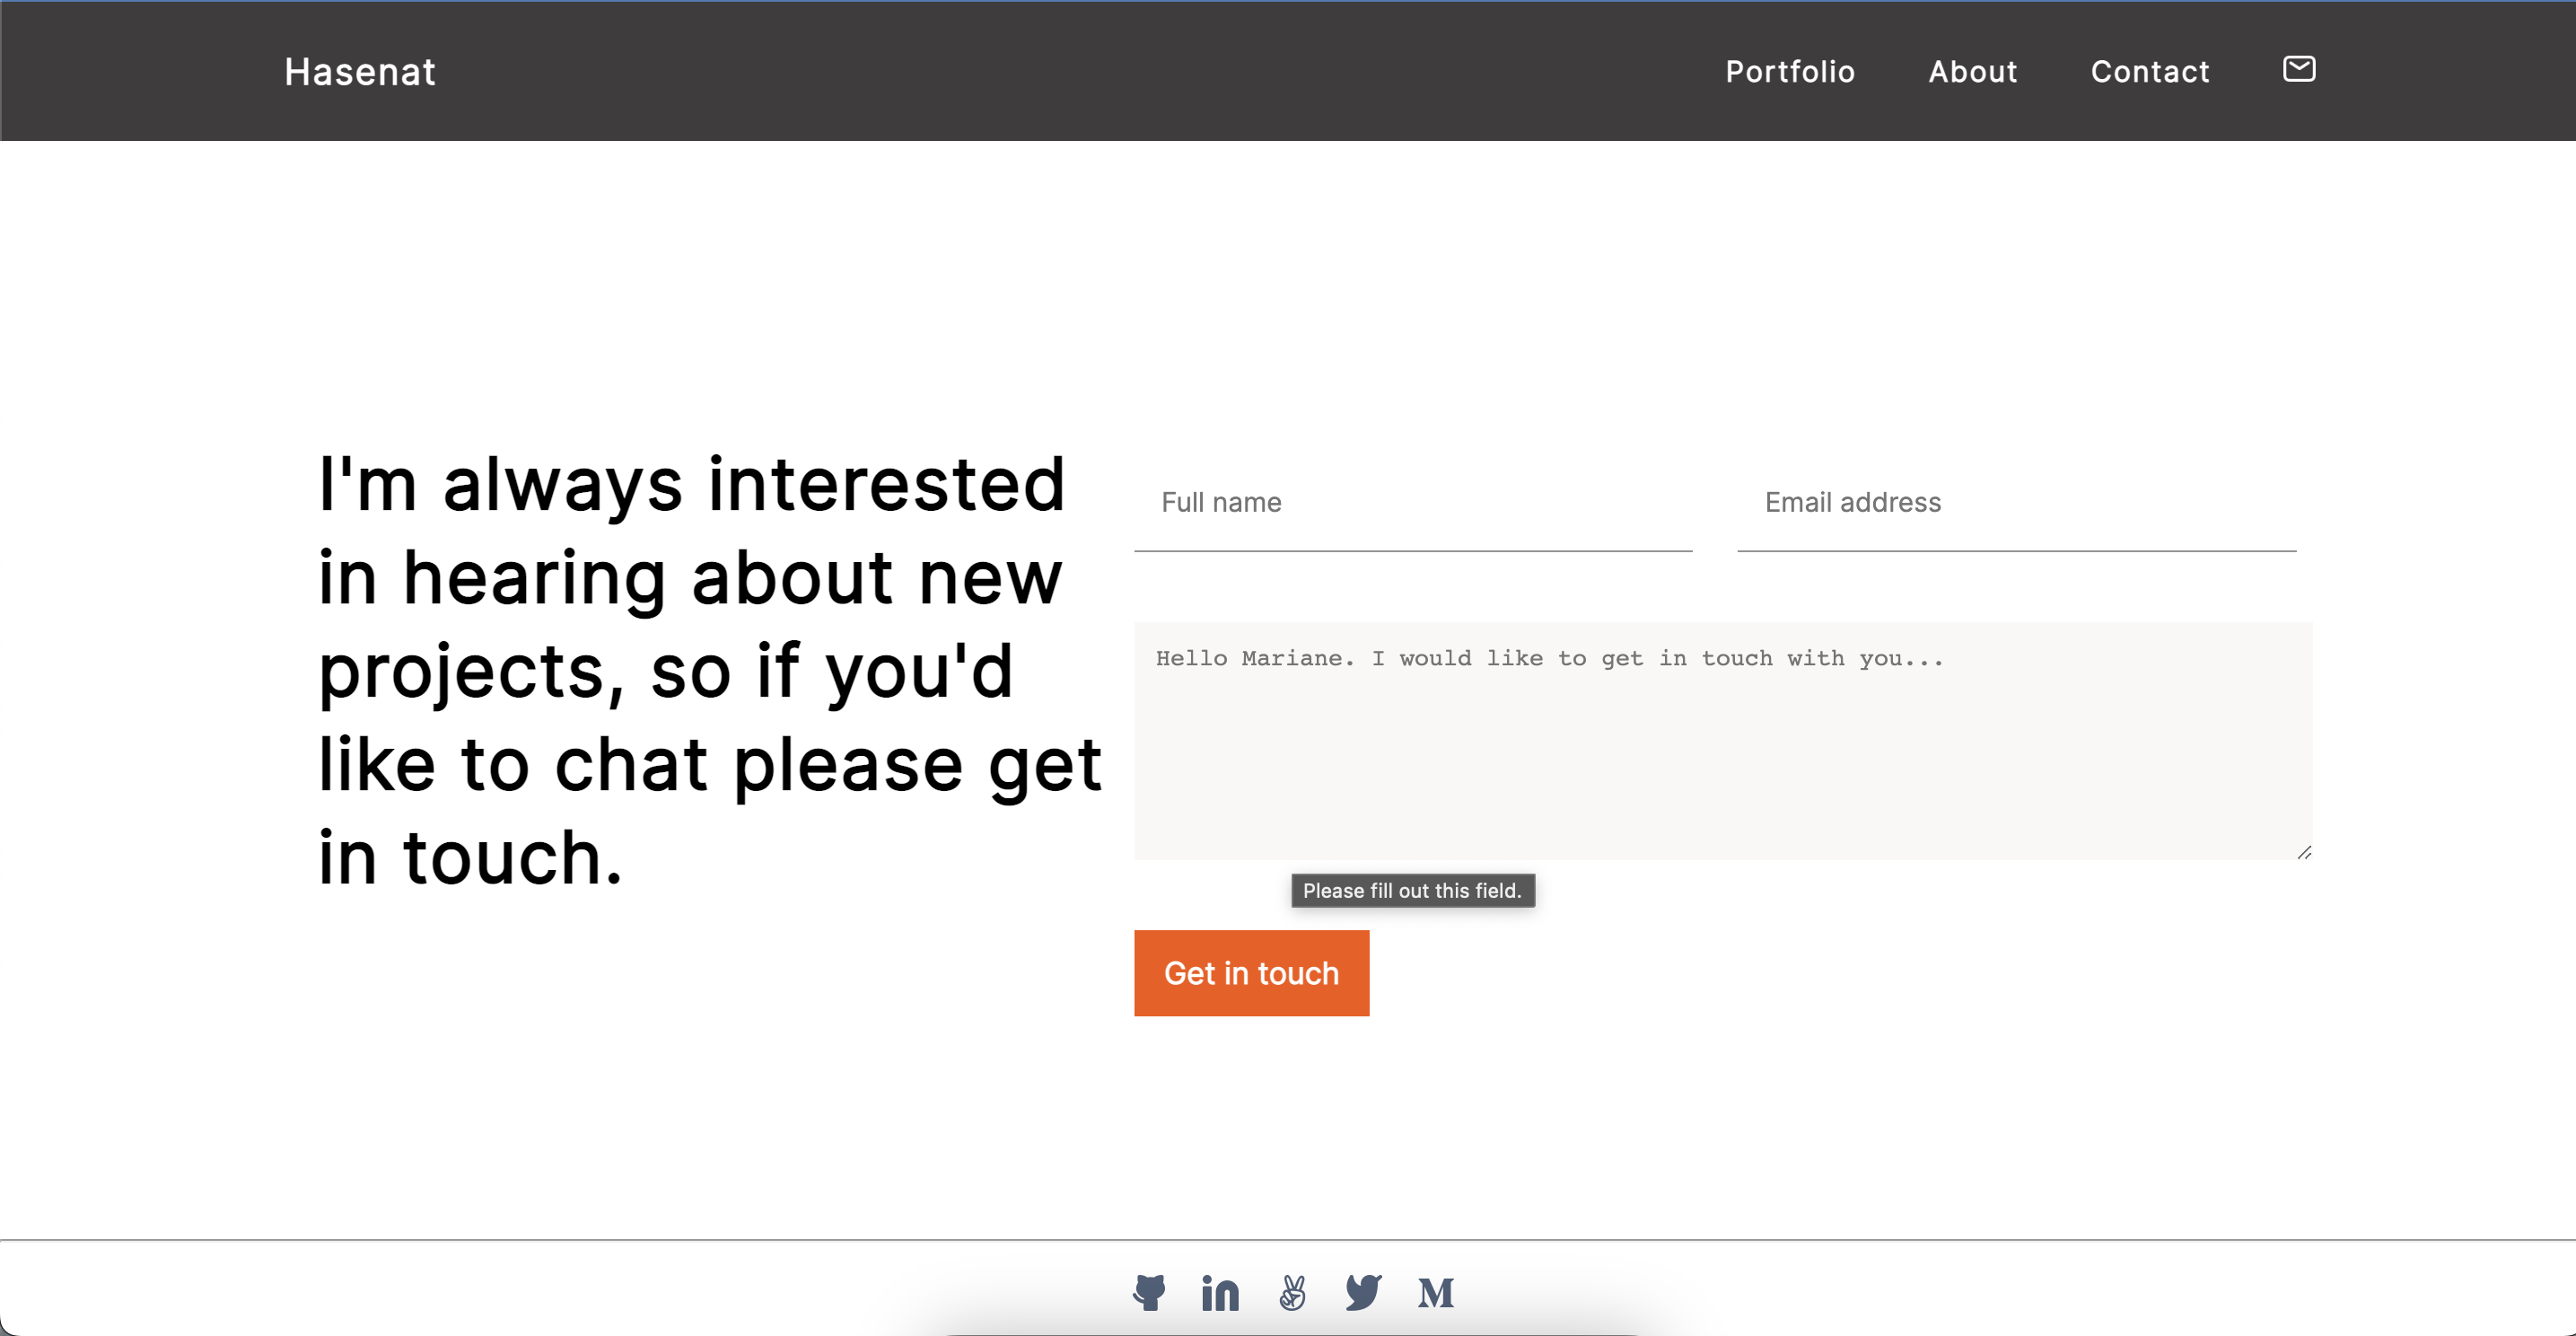 Hasenat
Portfolio About Contact
I'm always interested
in hearing about new
projects, so if you'd
like to chat please get
in touch.
Full name
Email address
Hello Mariane. I would like to get in touch with you...
Please fill out this field.
Get in touch
in
M